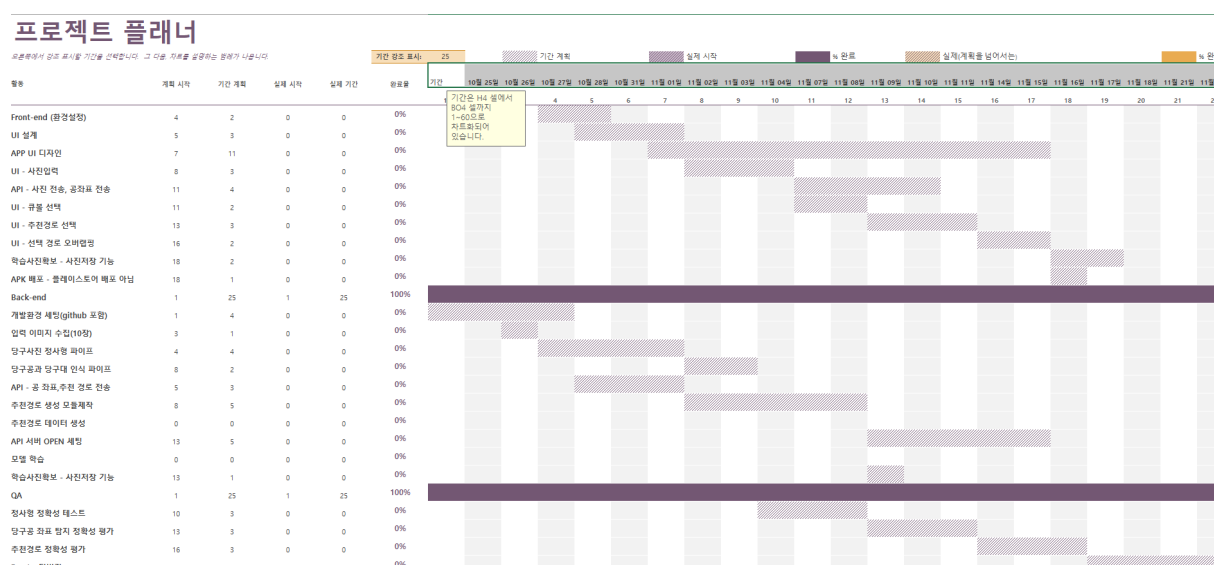 프로젝트 플래너
오른쪽에서 강조 표시할 기간을 선택합니다. 그 다음, 차트를 설명하는 범례가 나옵니다.
기간 강조 표시: 25 기간 계획 실제 시작 % 완료 실제(계획을 넘어서는) % 완
활동 계획 시작 기간 계획 실제 시작 실제 기간 완료율 기간 10월 25일 10월 26일 10월 27일 10월 28일 10월 31일 11월 01일 11월 02일 11월 03일 11월 04일 11월 07일 11월 08일 11월 09일 11월 10일 11월 11일 11월 14일 11월 15일 11월 16일 11월 17일 11월 18일 11월 21일 11월
1 4 5 6 7 8 9 10 11 12 13 14 15 16 17 18 19 20 21 2
기간은 H4 셀에서
BO4 셀까지
1-60으로
차트화되어
있습니다.
Front-end (환경설정) 4 2 0 0 0%
UI 설계 5 3 0 0 0%
APP UI 디자인 7 11 0 0 0%
UI - 사진입력 8 3 0 0 0%
API - 사진 전송, 공좌표 전송 11 4 0 0 0%
UI - 큐볼 선택 11 2 0 0 0%
UI - 추천경로 선택 13 3 0 0 0%
UI - 선택 경로 오버랩핑 16 2 0 0 0%
학습사진확보 - 사진저장 기능 18 2 0 0 0%
APK 배포 - 플레이스토어 배포 아님 18 1 0 0 0%
Back-end 1 25 1 25 100%
개발환경 세팅(github 포함) 1 4 0 0 0%
입력 이미지 수집(10장) 3 1 0 0 0%
당구사진 정사형 파이프 4 4 0 0 0%
당구공과 당구대 인식 파이프 8 2 0 0 0%
API - 공 좌표,추천 경로 전송 5 3 0 0 0%
추천경로 생성 모듈제작 8 5 0 0 0%
추천경로 데이터 생성 0 0 0 0 0%
API 서버 OPEN 세팅 13 5 0 0 0%
모델 학습 0 0 0 0 0%
학습사진확보 - 사진저장 기능 13 1 0 0 0%
QA 1 25 1 25 100%
정사형 정확성 테스트 10 3 0 0 0%
당구공 좌표 탐지 정확성 평가 13 3 0 0 0%
추천경로 정확성 평가 16 3 0 0 0%
0%